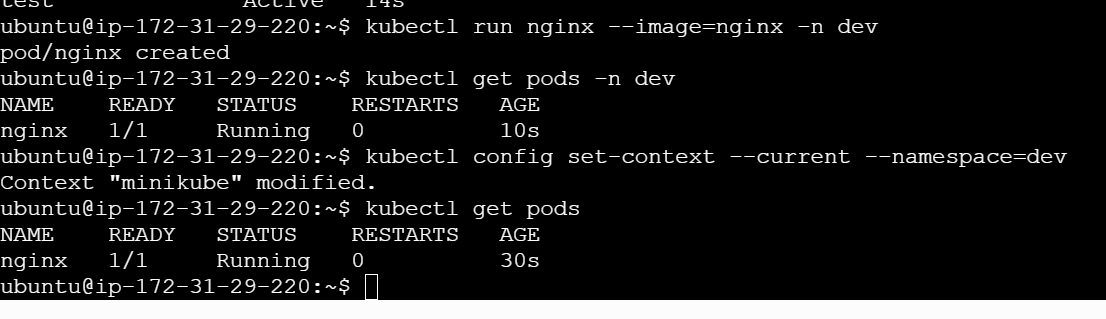 test              Active   14s
ubuntu@ip-172-31-29-220:~$ kubectl run nginx --image=nginx -n dev
pod/nginx created
ubuntu@ip-172-31-29-220:~$ kubectl get pods -n dev
NAME    READY   STATUS    RESTARTS   AGE
nginx   1/1     Running   0          10s
ubuntu@ip-172-31-29-220:~$ kubectl config set-context --current --namespace=dev
Context "minikube" modified.
ubuntu@ip-172-31-29-220:~$ kubectl get pods
NAME    READY   STATUS    RESTARTS   AGE
nginx   1/1     Running   0          30s
ubuntu@ip-172-31-29-220:~$